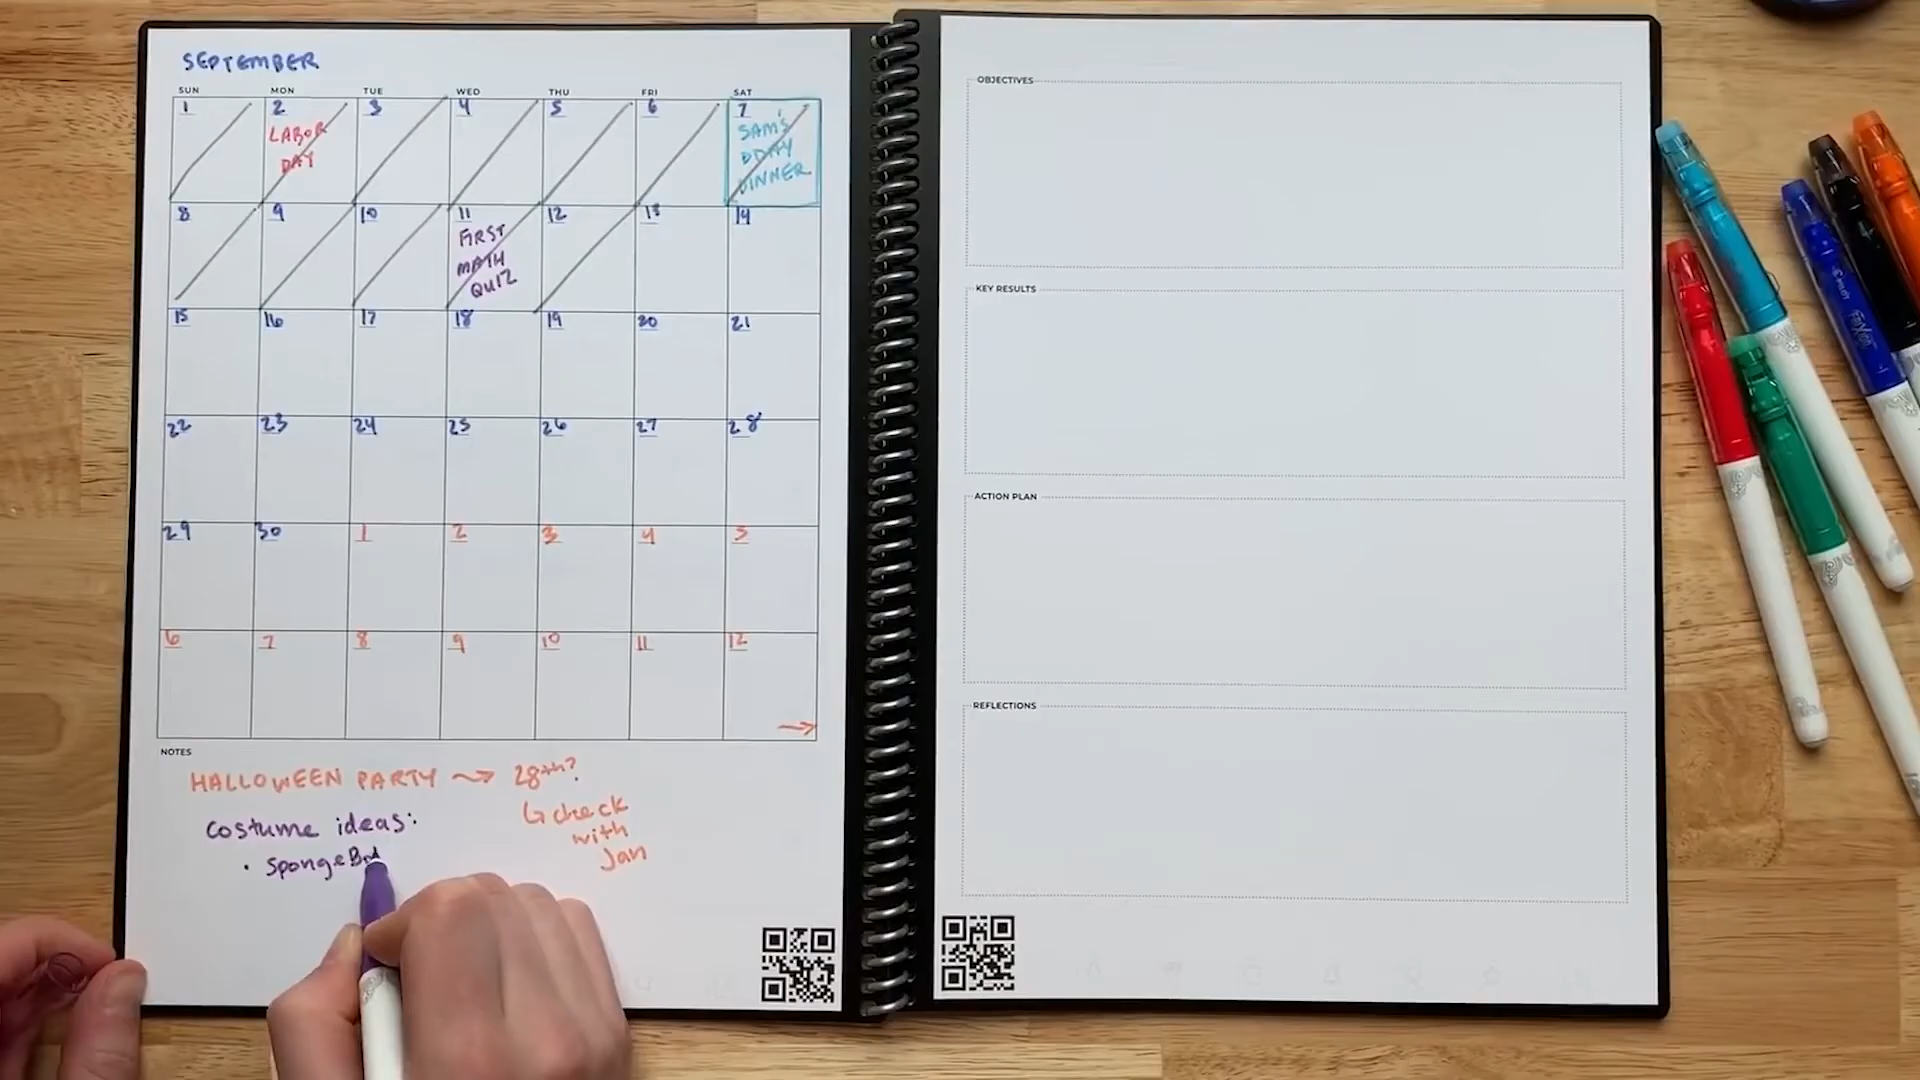 SEPTEMBER
SUN MON TUE WED THU FRI SAT
1 2 3 4 5 6 7
LABOR
DAY
SAM'S
BDAY
DINNER
8 9 10 11 12 13 14
FIRST
MATH
QUIZ
15 16 17 18 19 20 21
22 23 24 25 26 27 28
29 30 1 2 3 4 5
6 7 8 9 10 11 12
NOTES
HALLOWEEN PARTY → 28th?
↳ check
with
Jan
Costume ideas:
• SpongeBob
OBJECTIVES
KEY RESULTS
ACTION PLAN
REFLECTIONS